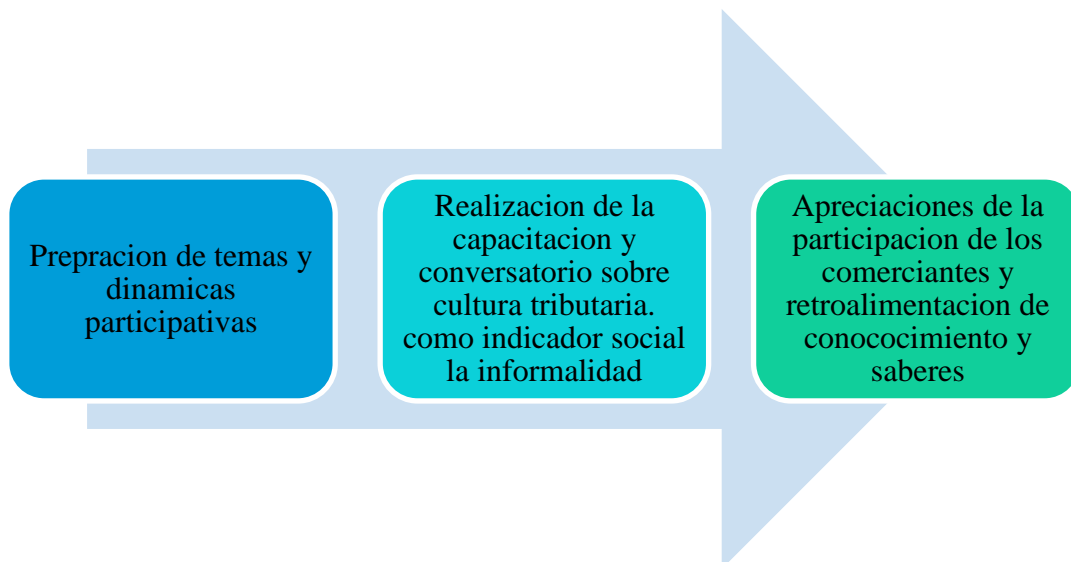 Prepracion de temas y
dinamicas
participativas
Realizacion de la
capacitacion y
conversatorio sobre
cultura tributaria.
como indicador social
la informalidad
Apreciaciones de la
participacion de los
comerciantes y
retroalimentacion de
conococimiento y
saberes